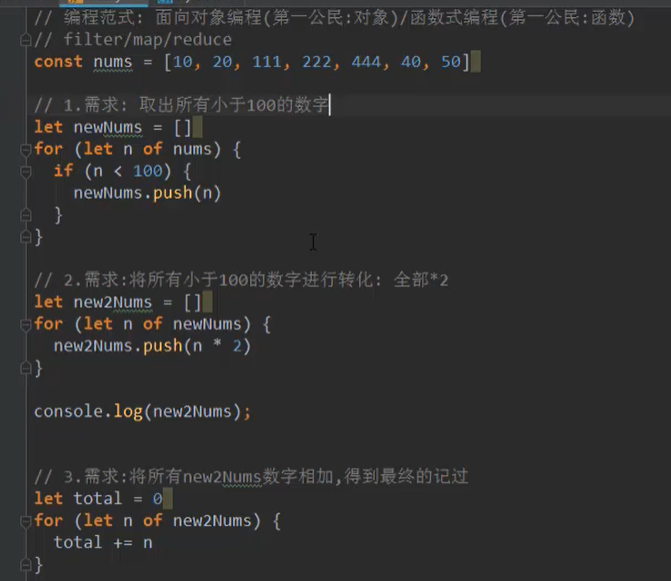 // 编程范式: 面向对象编程(第一公民:对象)/函数式编程(第一公民:函数)
// filter/map/reduce
const nums = [10, 20, 111, 222, 444, 40, 50]
// 1.需求: 取出所有小于100的数字
let newNums = []
for (let n of nums) {
if (n < 100) {
newNums.push(n)
}
}
// 2.需求:将所有小于100的数字进行转化: 全部*2
let new2Nums = []
for (let n of newNums) {
new2Nums.push(n * 2)
}
console.log(new2Nums);
// 3.需求:将所有new2Nums数字相加,得到最终的记过
let total = 0
for (let n of new2Nums) {
total += n
}